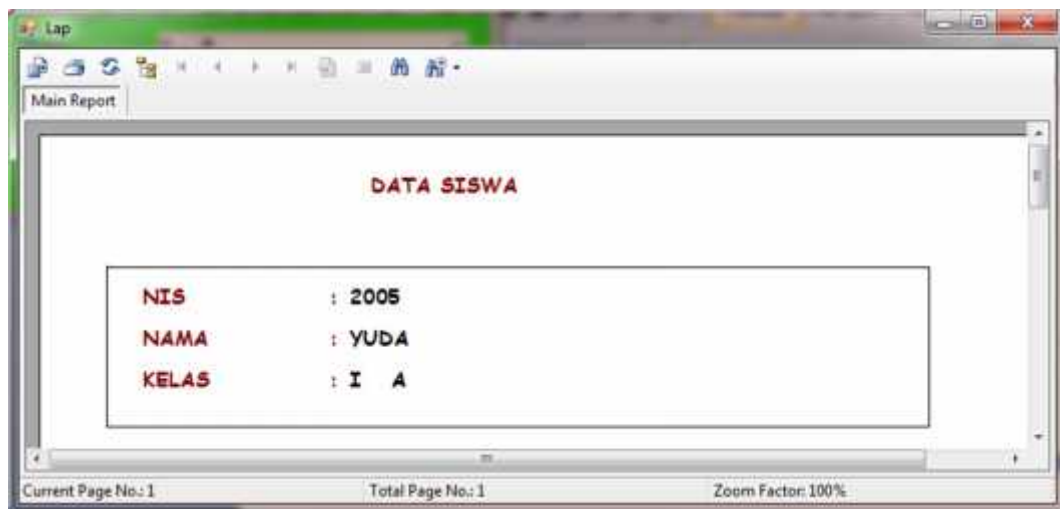 Lap
Main Report
DATA SISWA
NIS : 2005
NAMA : YUDA
KELAS : I A
Current Page No.: 1 Total Page No.: 1 Zoom Factor: 100%